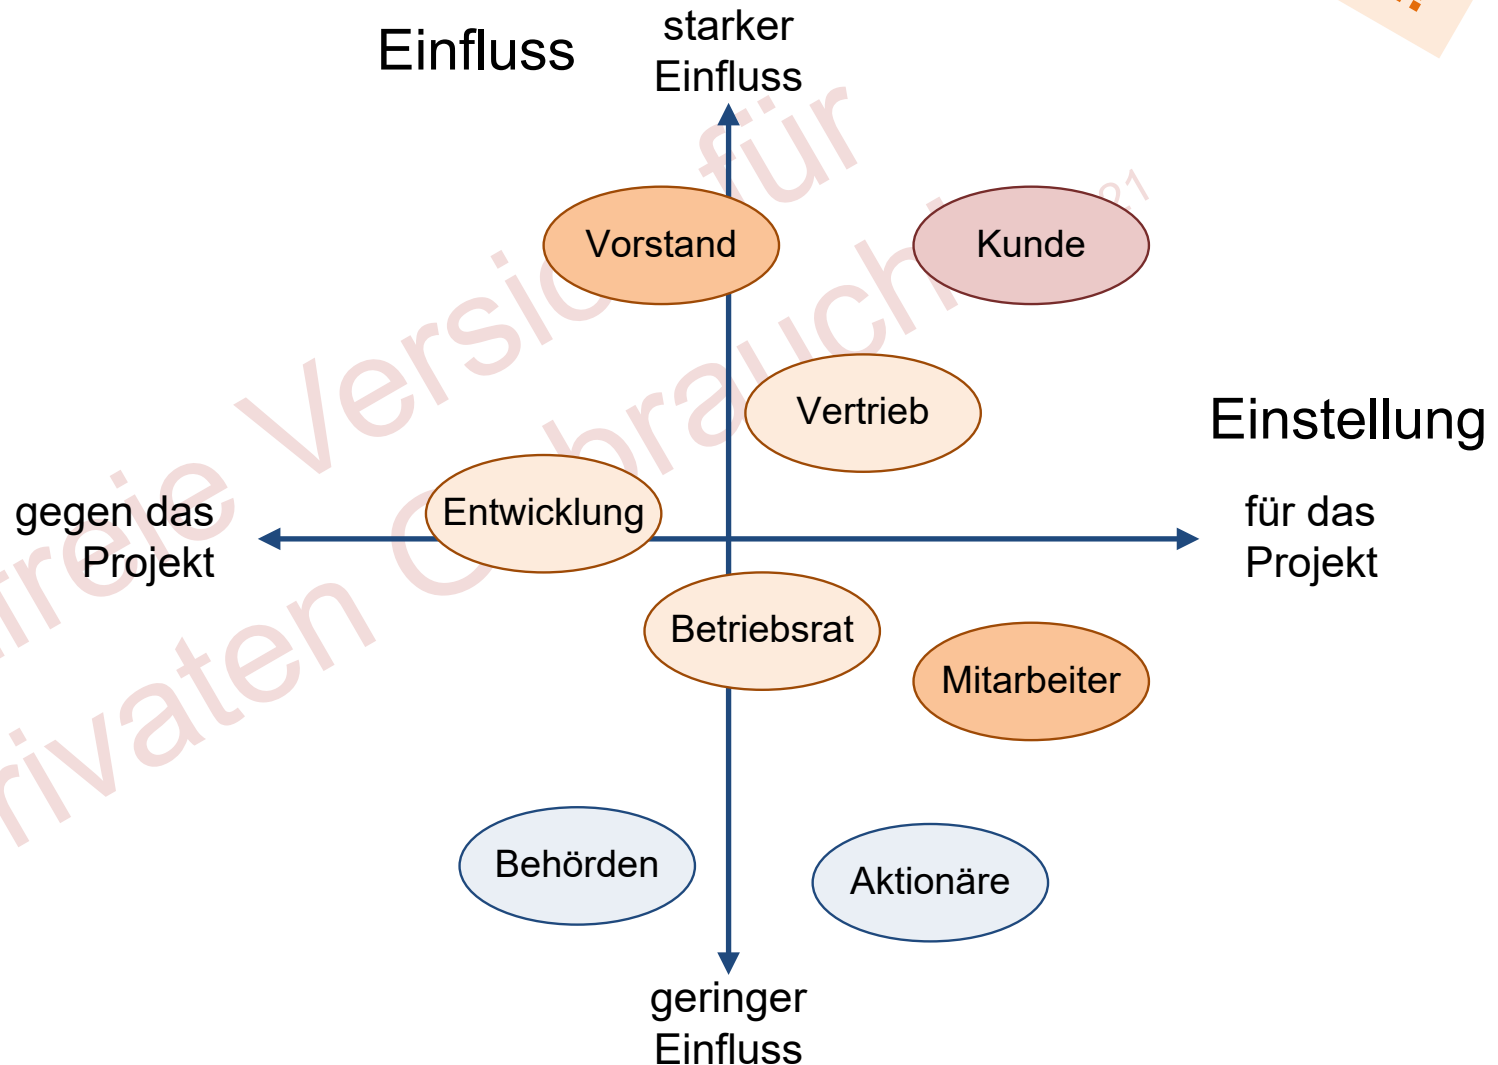 Einfluss
starker
Einfluss
Vorstand
Kunde
Vertrieb
Einstellung
gegen das
Projekt
Entwicklung
für das
Projekt
Betriebsrat
Mitarbeiter
Behörden
Aktionäre
geringer
Einfluss